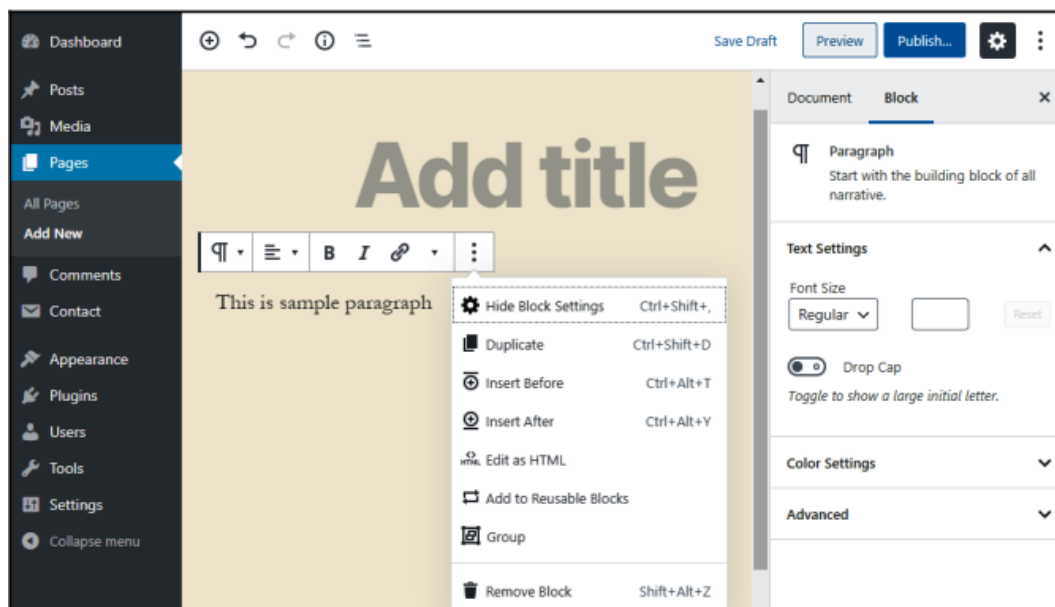 Dashboard
Posts
Media
Pages
All Pages
Add New
Comments
Contact
Appearance
Plugins
Users
Tools
Settings
Collapse menu
Save Draft
Preview
Publish...
Add title
B I
This is sample paragraph
Hide Block Settings Ctrl+Shift+,
Duplicate Ctrl+Shift+D
Insert Before Ctrl+Alt+T
Insert After Ctrl+Alt+Y
HTML Edit as HTML
Add to Reusable Blocks
Group
Remove Block Shift+Alt+Z
Document Block
Paragraph
Start with the building block of all
narrative.
Text Settings
Font Size
Regular
Reset
Drop Cap
Toggle to show a large initial letter.
Color Settings
Advanced